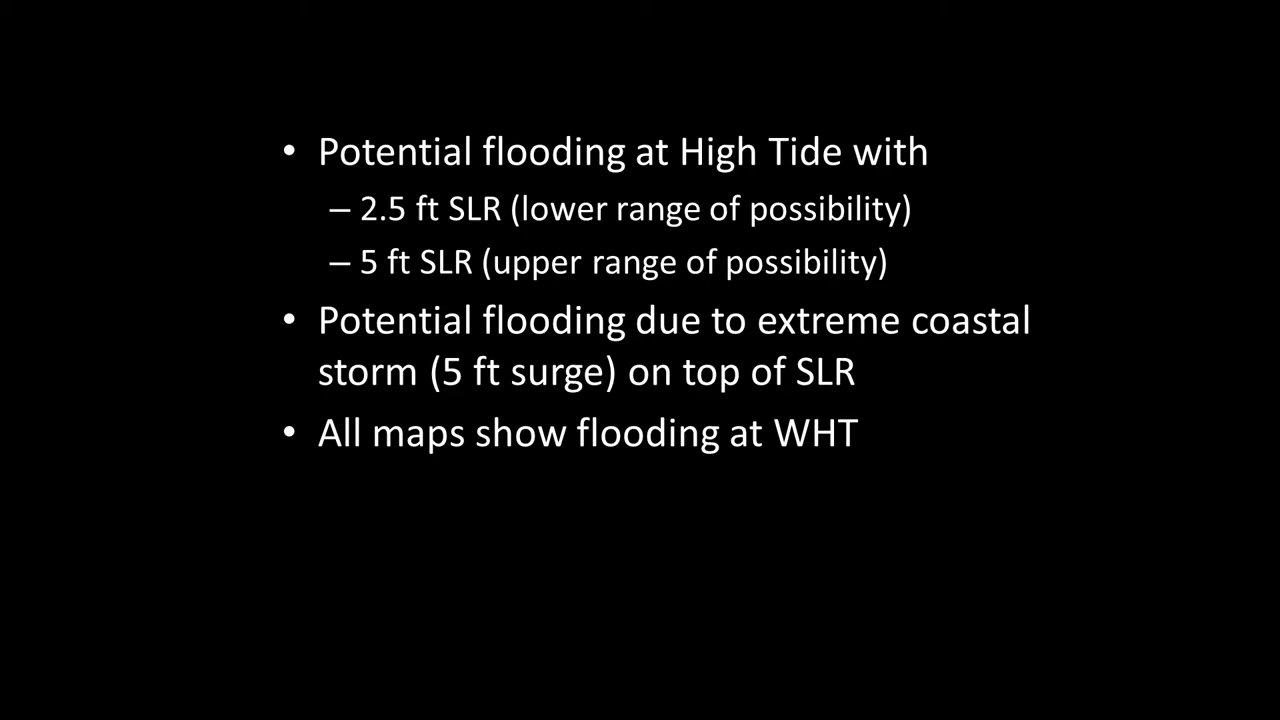 • Potential flooding at High Tide with
– 2.5 ft SLR (lower range of possibility)
– 5 ft SLR (upper range of possibility)
• Potential flooding due to extreme coastal
storm (5 ft surge) on top of SLR
• All maps show flooding at WHT